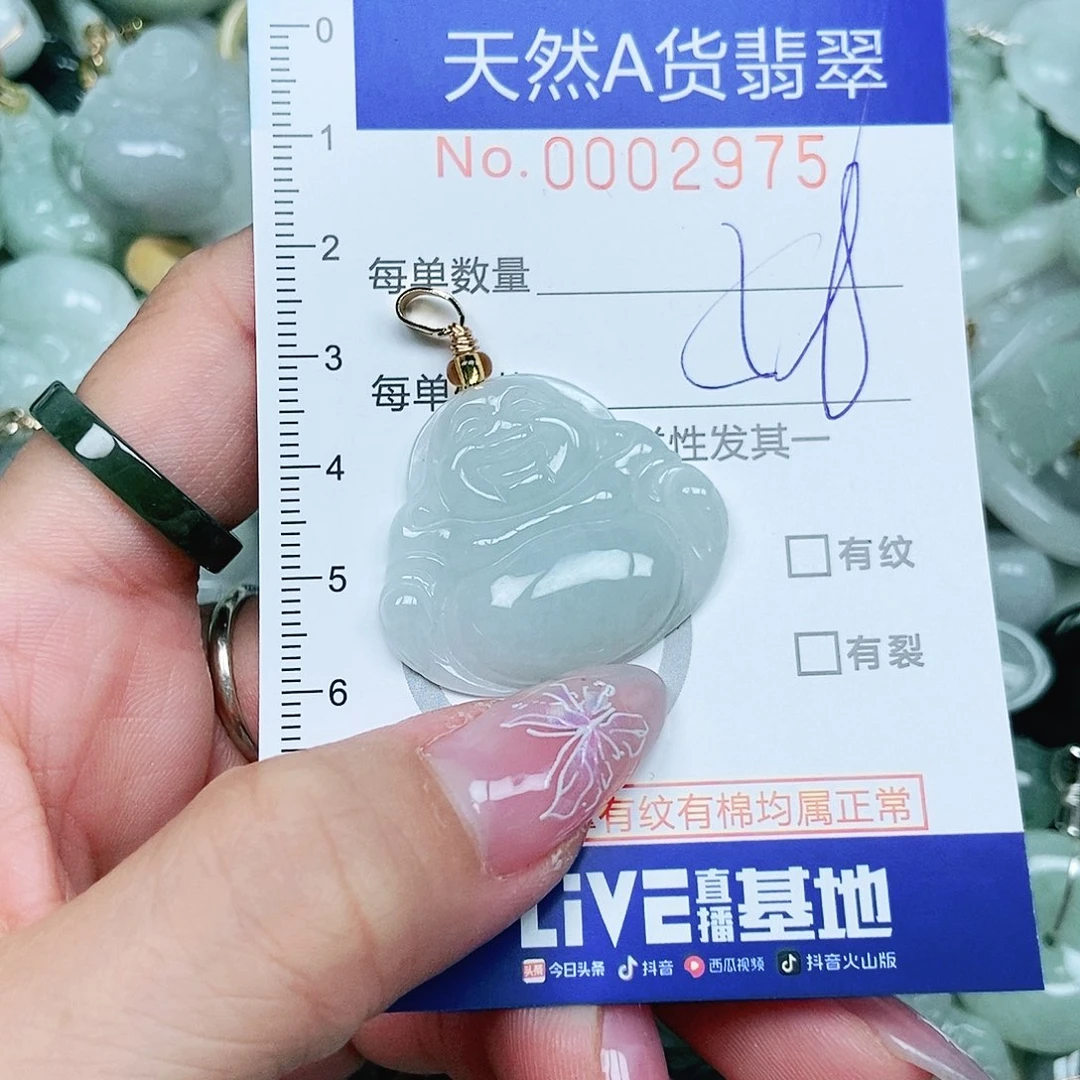 天然A货翡翠
0
1
No.0002975
2
每单数量
3
每单
4
性发其一
5
有纹
有裂
6
有纹有棉均属正常
LiVE直播基地
头条 今日头条 抖音 西瓜视频 抖音火山版